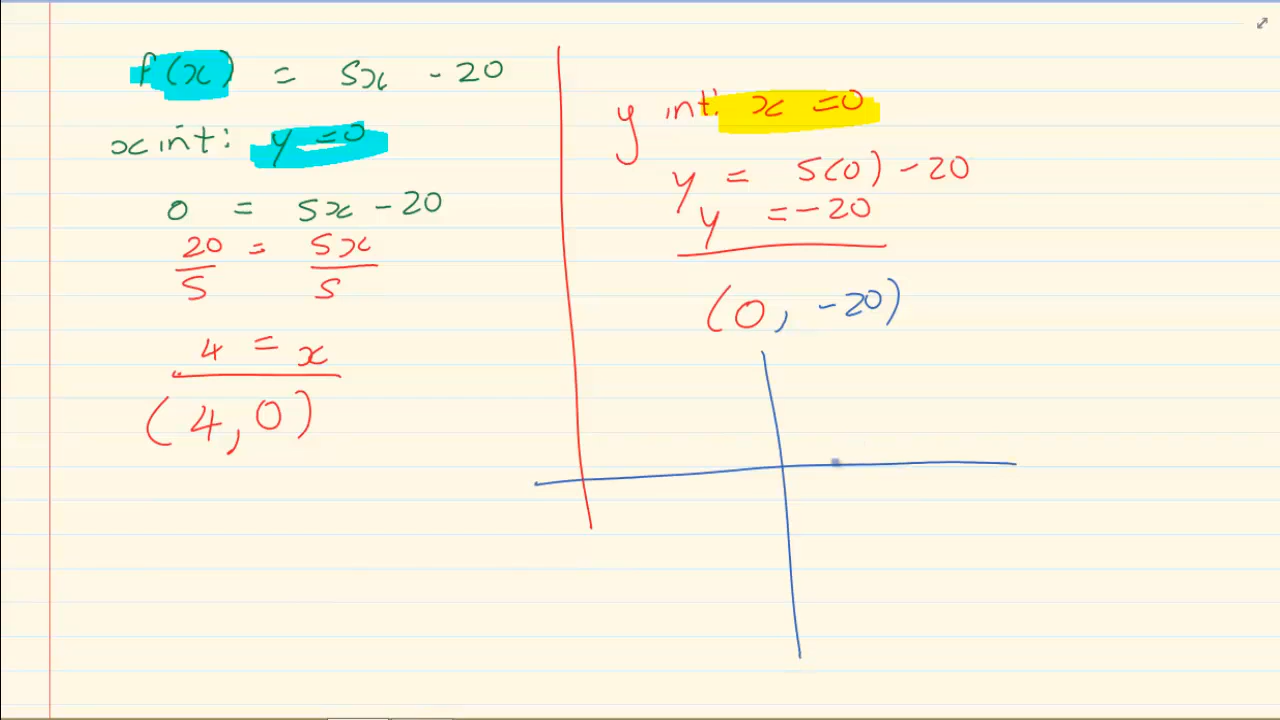 f(x) = 5x - 20
x int: y = 0
0 = 5x - 20
20 = 5x
5 5
4 = x
(4, 0)
y int: x = 0
y = 5(0) - 20
y = - 20
(0, -20)